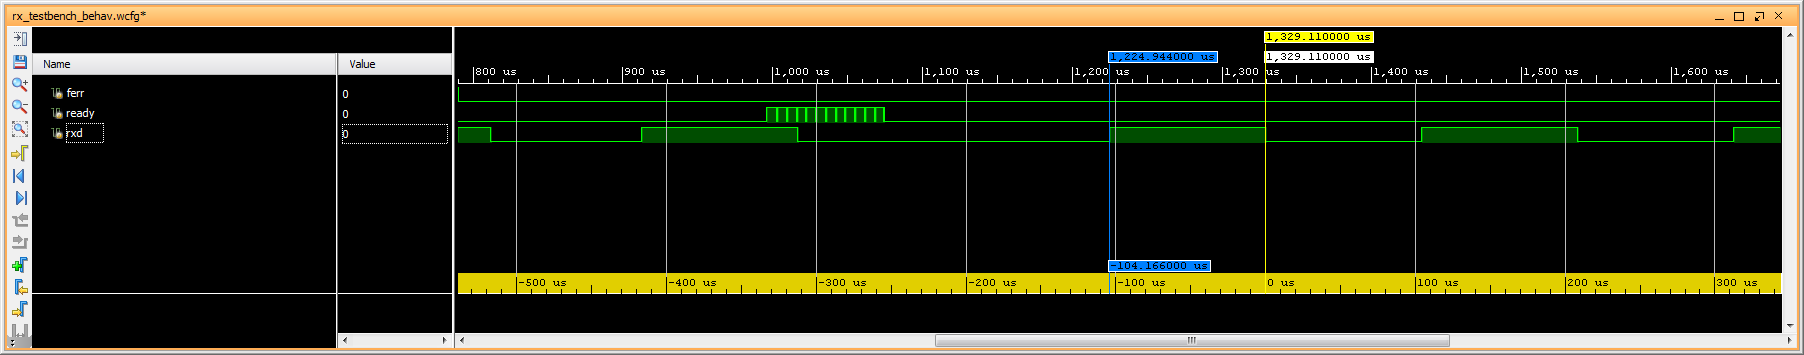 rx_testbench_behav.wcfg*
1,329.110000 us
1,224.944000 us 1,329.110000 us
Name Value
800 us 900 us 1,000 us 1,100 us 1,200 us 1,300 us 1,400 us 1,500 us 1,600 us
ferr 0
ready 0
rxd 0
-104.166000 us
-500 us -400 us -300 us -200 us -100 us 0 us 100 us 200 us 300 us